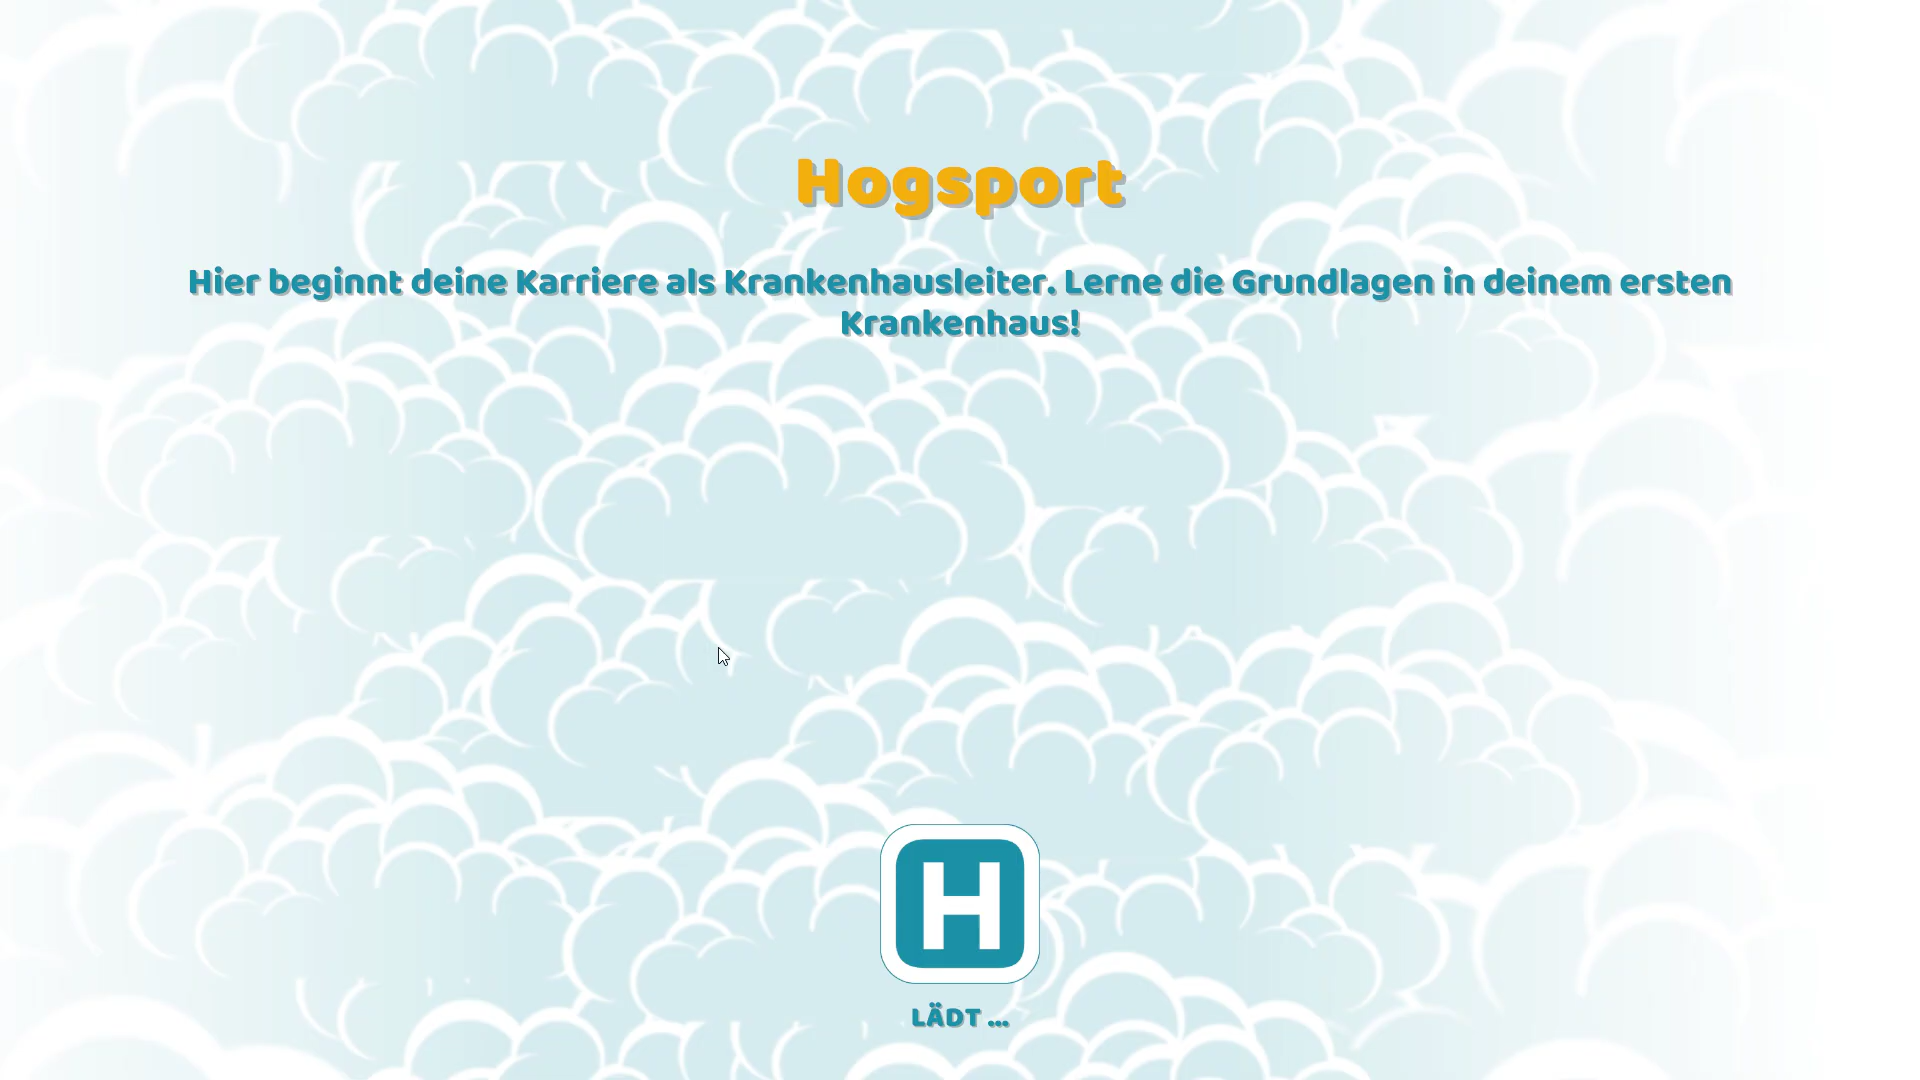 Hogsport
Hier beginnt deine Karriere als Krankenhausleiter. Lerne die Grundlagen in deinem ersten
Krankenhaus!
H
LÄDT ...